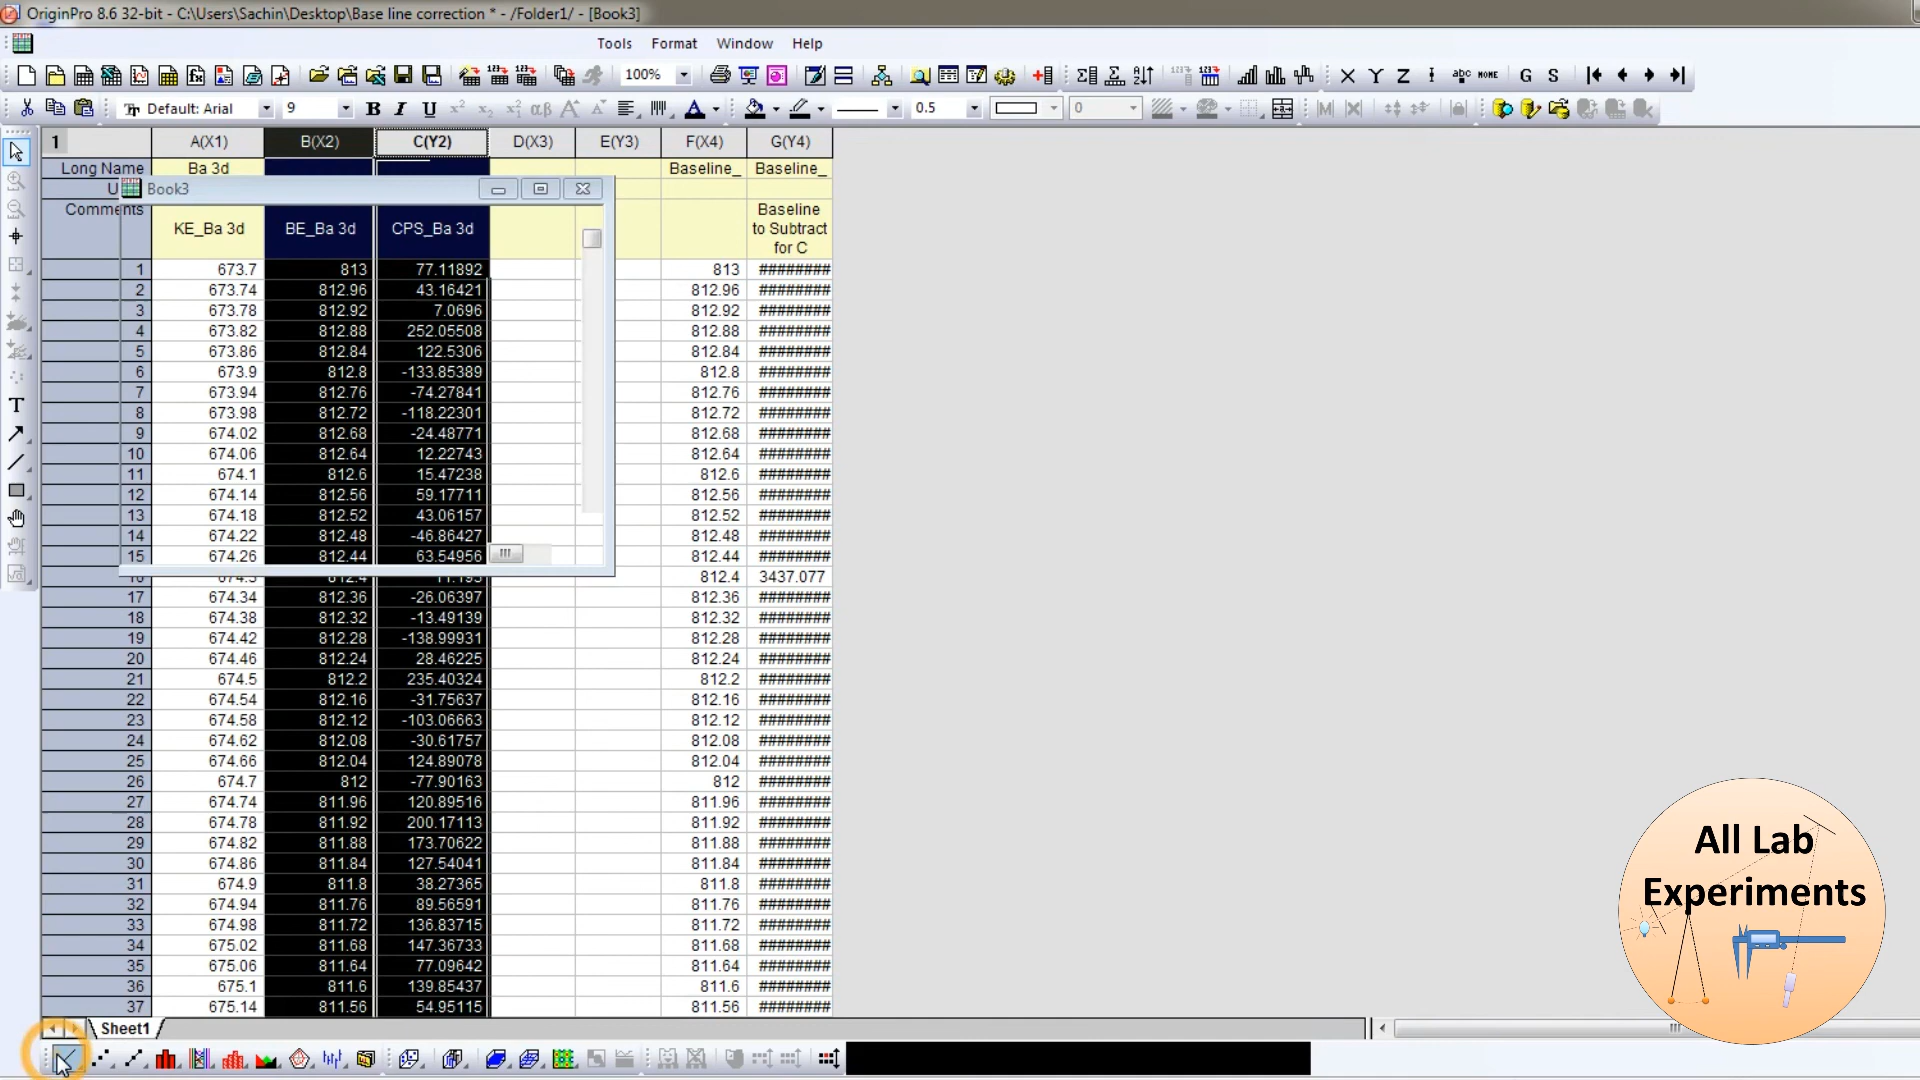 OriginPro 8.6 32-bit - C:\Users\Sachin\Desktop\Base line correction * - /Folder1/ - [Book3]
Tools Format Window Help
100%
Default: Arial 9 B I U 0.5 0
1 A(X1) B(X2) C(Y2) D(X3) E(Y3) F(X4) G(Y4)
Long Name Ba 3d Baseline_ Baseline_
U Book3
Comments KE_Ba 3d BE_Ba 3d CPS_Ba 3d Baseline to Subtract for C
1 673.7 813 77.11892 813 ########
2 673.74 812.96 43.16421 812.96 ########
3 673.78 812.92 7.0696 812.92 ########
4 673.82 812.88 252.05508 812.88 ########
5 673.86 812.84 122.5306 812.84 ########
6 673.9 812.8 -133.85389 812.8 ########
7 673.94 812.76 -74.27841 812.76 ########
8 673.98 812.72 -118.22301 812.72 ########
9 674.02 812.68 -24.48771 812.68 ########
10 674.06 812.64 12.22743 812.64 ########
11 674.1 812.6 15.47238 812.6 ########
12 674.14 812.56 59.17711 812.56 ########
13 674.18 812.52 43.06157 812.52 ########
14 674.22 812.48 -46.86427 812.48 ########
15 674.26 812.44 63.54956 812.44 ########
812.4 3437.077
17 674.34 812.36 -26.06397 812.36 ########
18 674.38 812.32 -13.49139 812.32 ########
19 674.42 812.28 -138.99931 812.28 ########
20 674.46 812.24 28.46225 812.24 ########
21 674.5 812.2 235.40324 812.2 ########
22 674.54 812.16 -31.75637 812.16 ########
23 674.58 812.12 -103.06663 812.12 ########
24 674.62 812.08 -30.61757 812.08 ########
25 674.66 812.04 124.89078 812.04 ########
26 674.7 812 -77.90163 812 ########
27 674.74 811.96 120.89516 811.96 ########
28 674.78 811.92 200.17113 811.92 ########
29 674.82 811.88 173.70622 811.88 ########
30 674.86 811.84 127.54041 811.84 ########
31 674.9 811.8 38.27365 811.8 ########
32 674.94 811.76 89.56591 811.76 ########
33 674.98 811.72 136.83715 811.72 ########
34 675.02 811.68 147.36733 811.68 ########
35 675.06 811.64 77.09642 811.64 ########
36 675.1 811.6 139.85437 811.6 ########
37 675.14 811.56 54.95115 811.56 ########
Sheet1
All Lab
Experiments